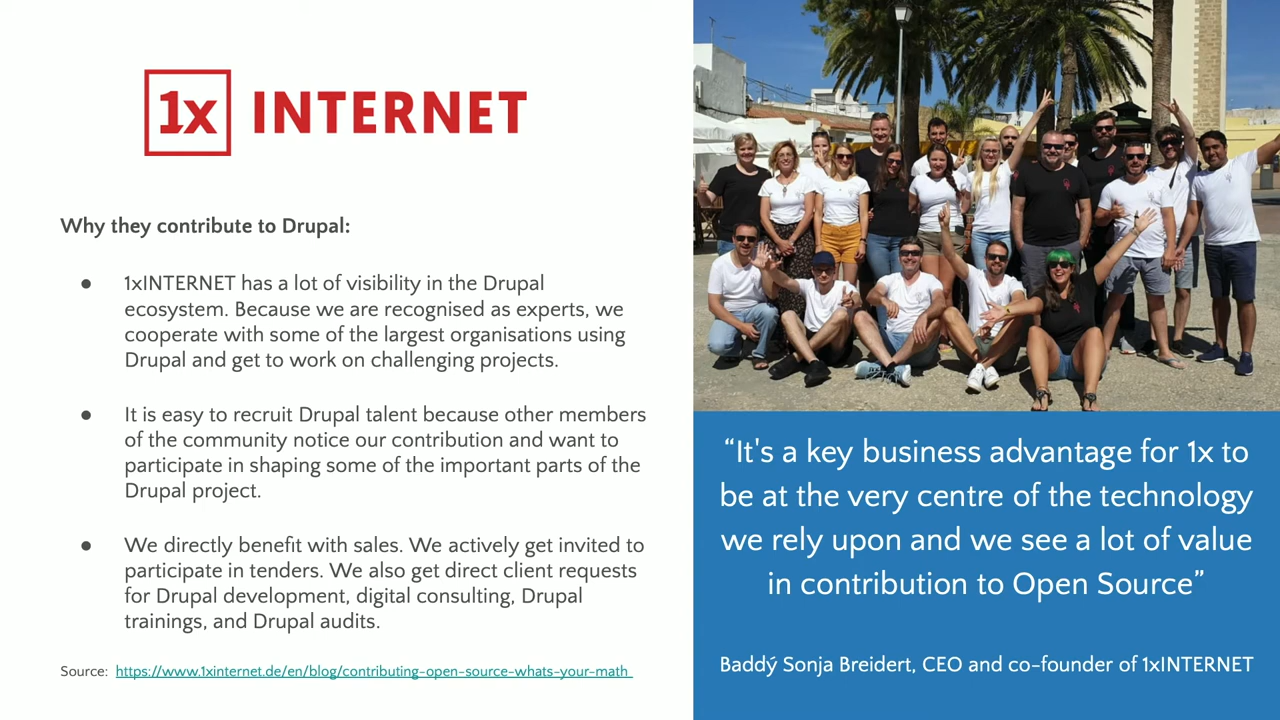 1x INTERNET
Why they contribute to Drupal:
● 1xINTERNET has a lot of visibility in the Drupal
ecosystem. Because we are recognised as experts, we
cooperate with some of the largest organisations using
Drupal and get to work on challenging projects.
● It is easy to recruit Drupal talent because other members
of the community notice our contribution and want to
participate in shaping some of the important parts of the
Drupal project.
● We directly benefit with sales. We actively get invited to
participate in tenders. We also get direct client requests
for Drupal development, digital consulting, Drupal
trainings, and Drupal audits.
Source: https://www.1xinternet.de/en/blog/contributing-open-source-whats-your-math
“It's a key business advantage for 1x to
be at the very centre of the technology
we rely upon and we see a lot of value
in contribution to Open Source”
Baddý Sonja Breidert, CEO and co-founder of 1xINTERNET